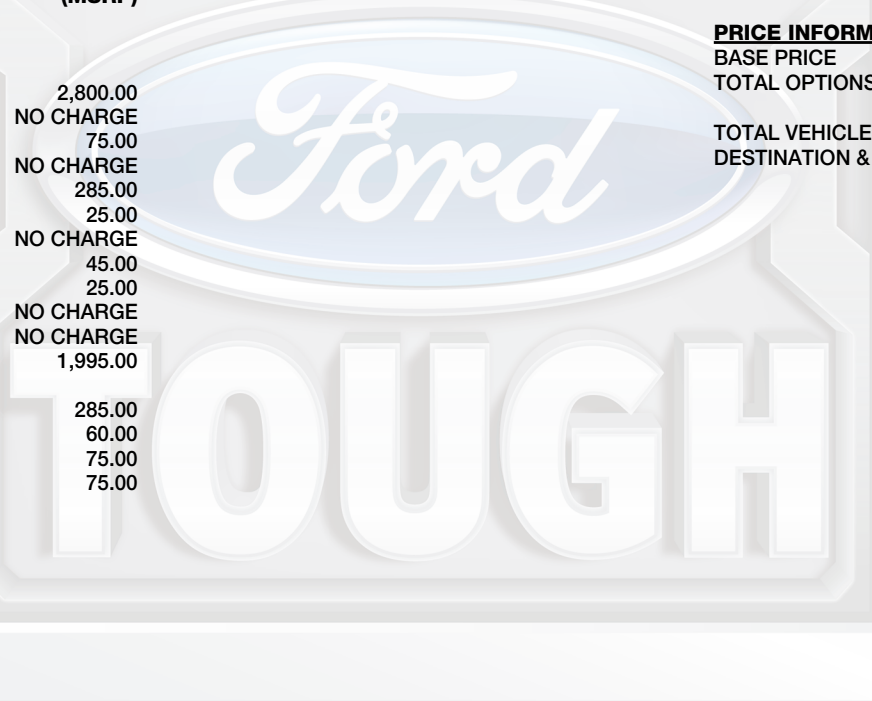 (MSRP)
2,800.00
NO CHARGE
75.00
NO CHARGE
285.00
25.00
NO CHARGE
45.00
25.00
NO CHARGE
NO CHARGE
1,995.00
285.00
60.00
75.00
75.00
PRICE INFORM
BASE PRICE
TOTAL OPTIONS
TOTAL VEHICLE
DESTINATION &
Ford
TOUGH